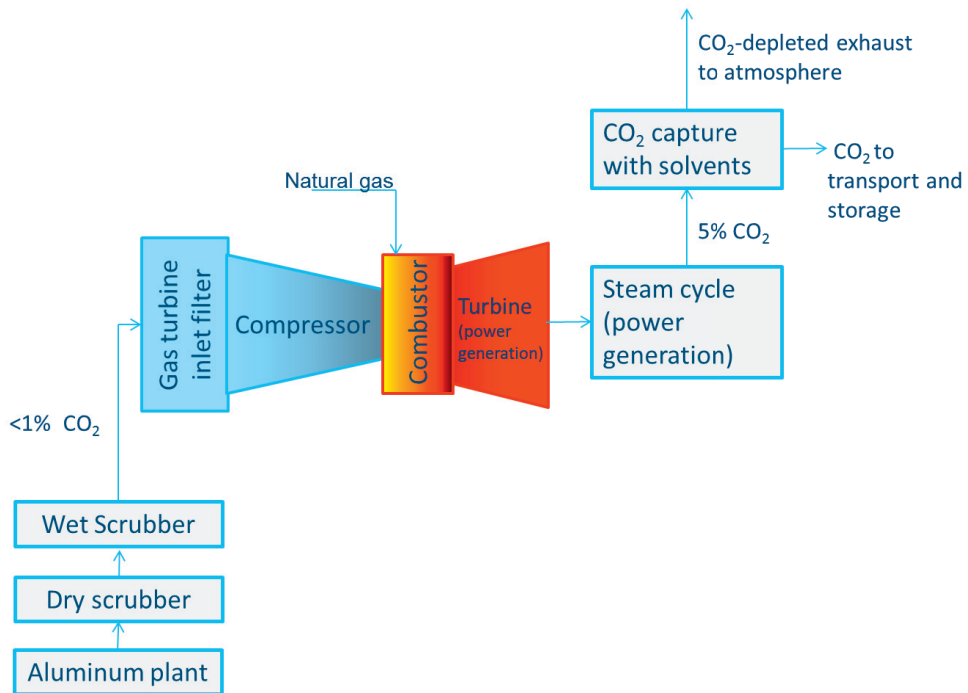 CO₂-depleted exhaust
to atmosphere
CO₂ capture
with solvents
CO₂ to
transport and
storage
Natural gas
5% CO₂
Gas turbine
inlet filter
Compressor
Combustor
Turbine
(power
generation)
Steam cycle
(power
generation)
<1% CO₂
Wet Scrubber
Dry scrubber
Aluminum plant